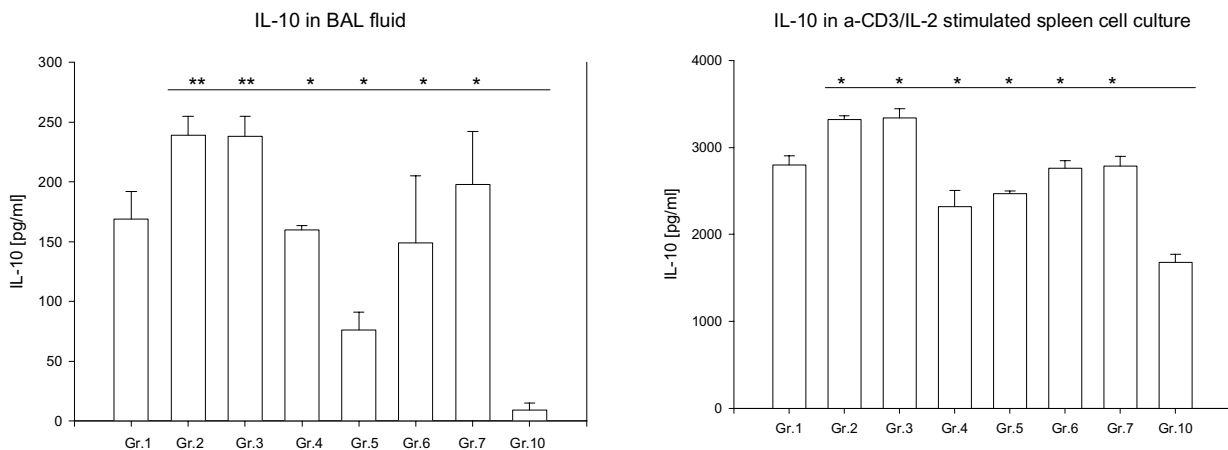 IL-10 in BAL fluid
IL-10 [pg/ml]
300
250
200
150
100
50
0
** ** * * * *
Gr.1 Gr.2 Gr.3 Gr.4 Gr.5 Gr.6 Gr.7 Gr.10
IL-10 in a-CD3/IL-2 stimulated spleen cell culture
IL-10 [pg/ml]
4000
3000
2000
1000
0
* * * * * *
Gr.1 Gr.2 Gr.3 Gr.4 Gr.5 Gr.6 Gr.7 Gr.10